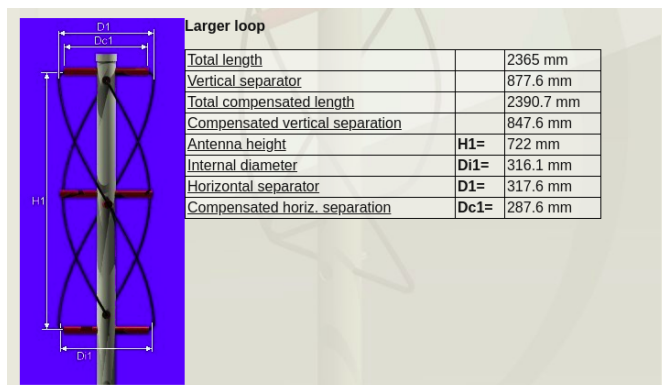 D1
Dc1
H1
Di1
Larger loop
Total length 2365 mm
Vertical separator 877.6 mm
Total compensated length 2390.7 mm
Compensated vertical separation 847.6 mm
Antenna height H1= 722 mm
Internal diameter Di1= 316.1 mm
Horizontal separator D1= 317.6 mm
Compensated horiz. separation Dc1= 287.6 mm